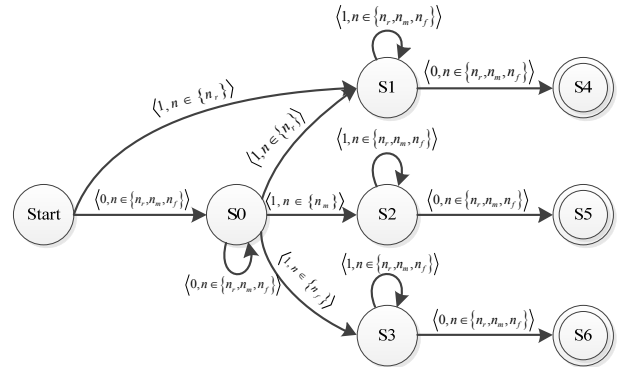 ⟨1, n ∈ {n_r, n_m, n_f}⟩
S1
⟨0, n ∈ {n_r, n_m, n_f}⟩
S4
⟨1, n ∈ {n_r}⟩
⟨1, n ∈ {n_r}⟩
⟨1, n ∈ {n_r, n_m, n_f}⟩
Start
⟨0, n ∈ {n_r, n_m, n_f}⟩
S0
⟨1, n ∈ {n_m}⟩
S2
⟨0, n ∈ {n_r, n_m, n_f}⟩
S5
⟨0, n ∈ {n_r, n_m, n_f}⟩
⟨1, n ∈ {n_f}⟩
⟨1, n ∈ {n_r, n_m, n_f}⟩
S3
⟨0, n ∈ {n_r, n_m, n_f}⟩
S6